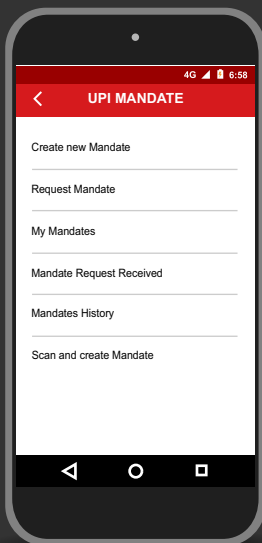 4G 6:58
UPI MANDATE
Create new Mandate
Request Mandate
My Mandates
Mandate Request Received
Mandates History
Scan and create Mandate